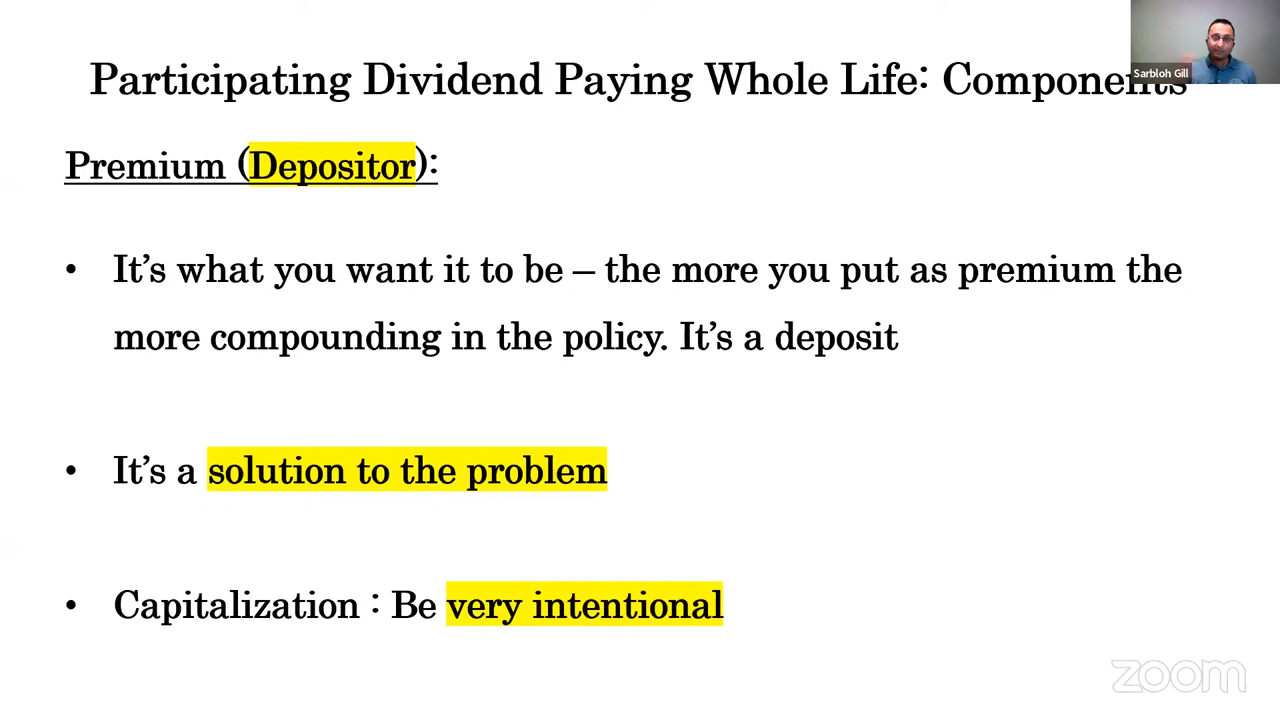 Participating Dividend Paying Whole Life: Components
Sarbloh Gill
Premium (Depositor):
• It’s what you want it to be – the more you put as premium the
more compounding in the policy. It’s a deposit
• It’s a solution to the problem
• Capitalization : Be very intentional
zoom